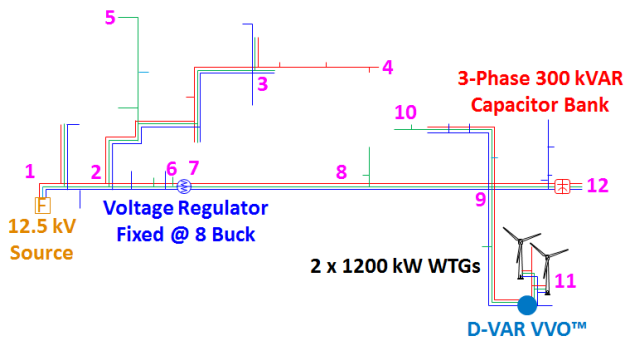 5
3
4
3-Phase 300 kVAR
Capacitor Bank
10
1
2
6
7
8
9
12
F
12.5 kV
Source
Voltage Regulator
Fixed @ 8 Buck
2 x 1200 kW WTGs
11
D-VAR VVO™